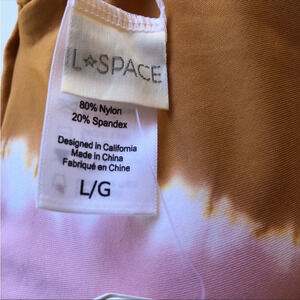 L★SPACE
80% Nylon
20% Spandex
Designed in California
Made in China
Fabriqué en Chine
L/G